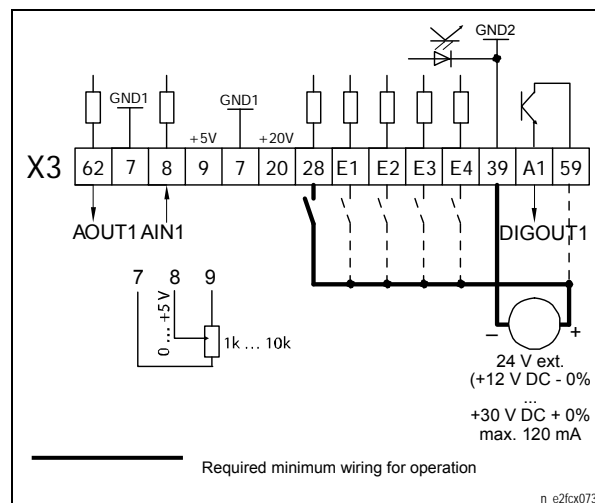 GND2
GND1
GND1
+5V
+20V
X3
62 7 8 9 7 20 28 E1 E2 E3 E4 39 A1 59
AOUT1 AIN1
DIGOUT1
7 8 9
0 ... +5 V
1k ... 10k
– +
24 V ext.
(+12 V DC - 0%
...
+30 V DC + 0%
max. 120 mA
Required minimum wiring for operation
n_e2fcx073